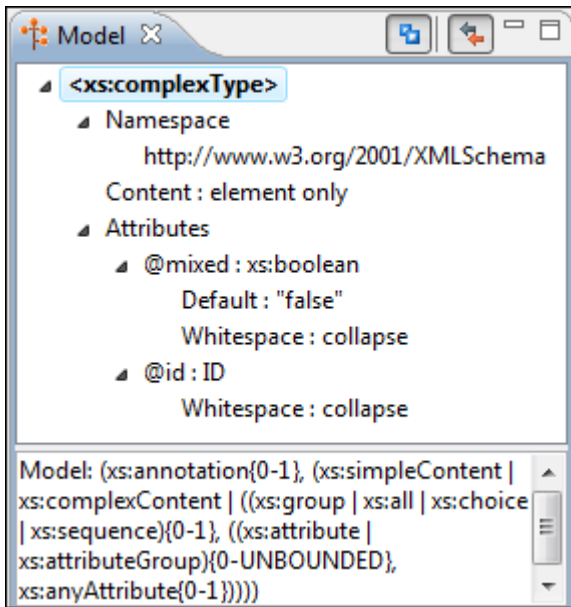 Model
<xs:complexType>
Namespace
http://www.w3.org/2001/XMLSchema
Content : element only
Attributes
@mixed : xs:boolean
Default : "false"
Whitespace : collapse
@id : ID
Whitespace : collapse
Model: (xs:annotation{0-1}, (xs:simpleContent |
xs:complexContent | ((xs:group | xs:all | xs:choice
| xs:sequence){0-1}, ((xs:attribute |
xs:attributeGroup){0-UNBOUNDED},
xs:anyAttribute{0-1}))))